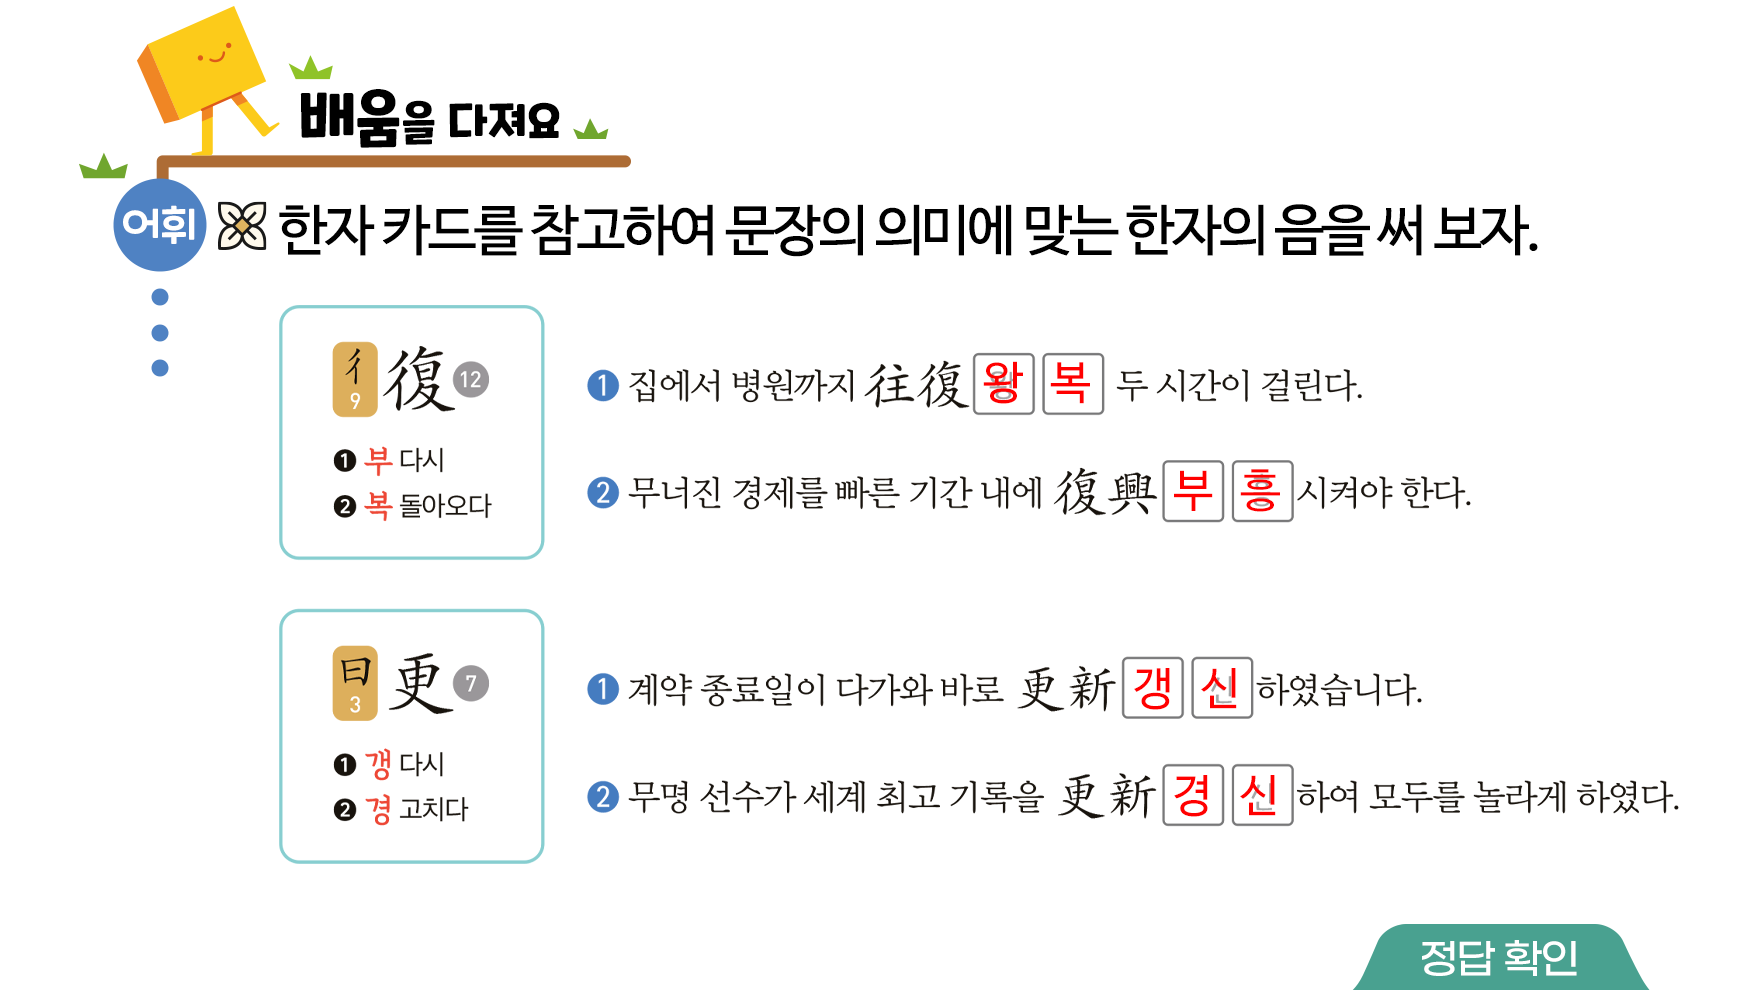 배움을 다져요
어휘 한자 카드를 참고하여 문장의 의미에 맞는 한자의 음을 써 보자.
彳 9 復 12
❶ 부 다시
❷ 복 돌아오다
❶ 집에서 병원까지 往復 왕 복 두 시간이 걸린다.
❷ 무너진 경제를 빠른 기간 내에 復興 부 흥 시켜야 한다.
曰 3 更 7
❶ 갱 다시
❷ 경 고치다
❶ 계약 종료일이 다가와 바로 更新 갱 신 하였습니다.
❷ 무명 선수가 세계 최고 기록을 更新 경 신 하여 모두를 놀라게 하였다.
정답 확인